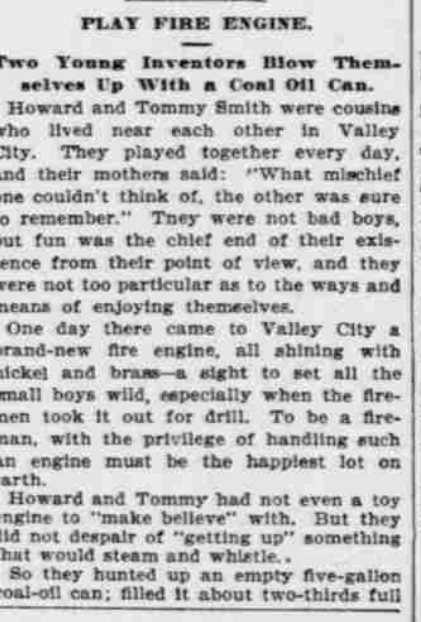 PLAY FIRE ENGINE.
Two Young Inventors Blow Them-
selves Up With a Coal Oil Can.
Howard and Tommy Smith were cousins
who lived near each other in Valley
City. They played together every day,
and their mothers said: "What mischief
one couldn't think of, the other was sure
to remember." Tney were not bad boys,
but fun was the chief end of their exis-
tence from their point of view, and they
were not too particular as to the ways and
means of enjoying themselves.
One day there came to Valley City a
brand-new fire engine, all shining with
nickel and brass—a sight to set all the
small boys wild, especially when the fire-
men took it out for drill. To be a fire-
man, with the privilege of handling such
an engine must be the happiest lot on
earth.
Howard and Tommy had not even a toy
engine to "make believe" with. But they
did not despair of "getting up" something
that would steam and whistle..
So they hunted up an empty five-gallon
coal-oil can; filled it about two-thirds full